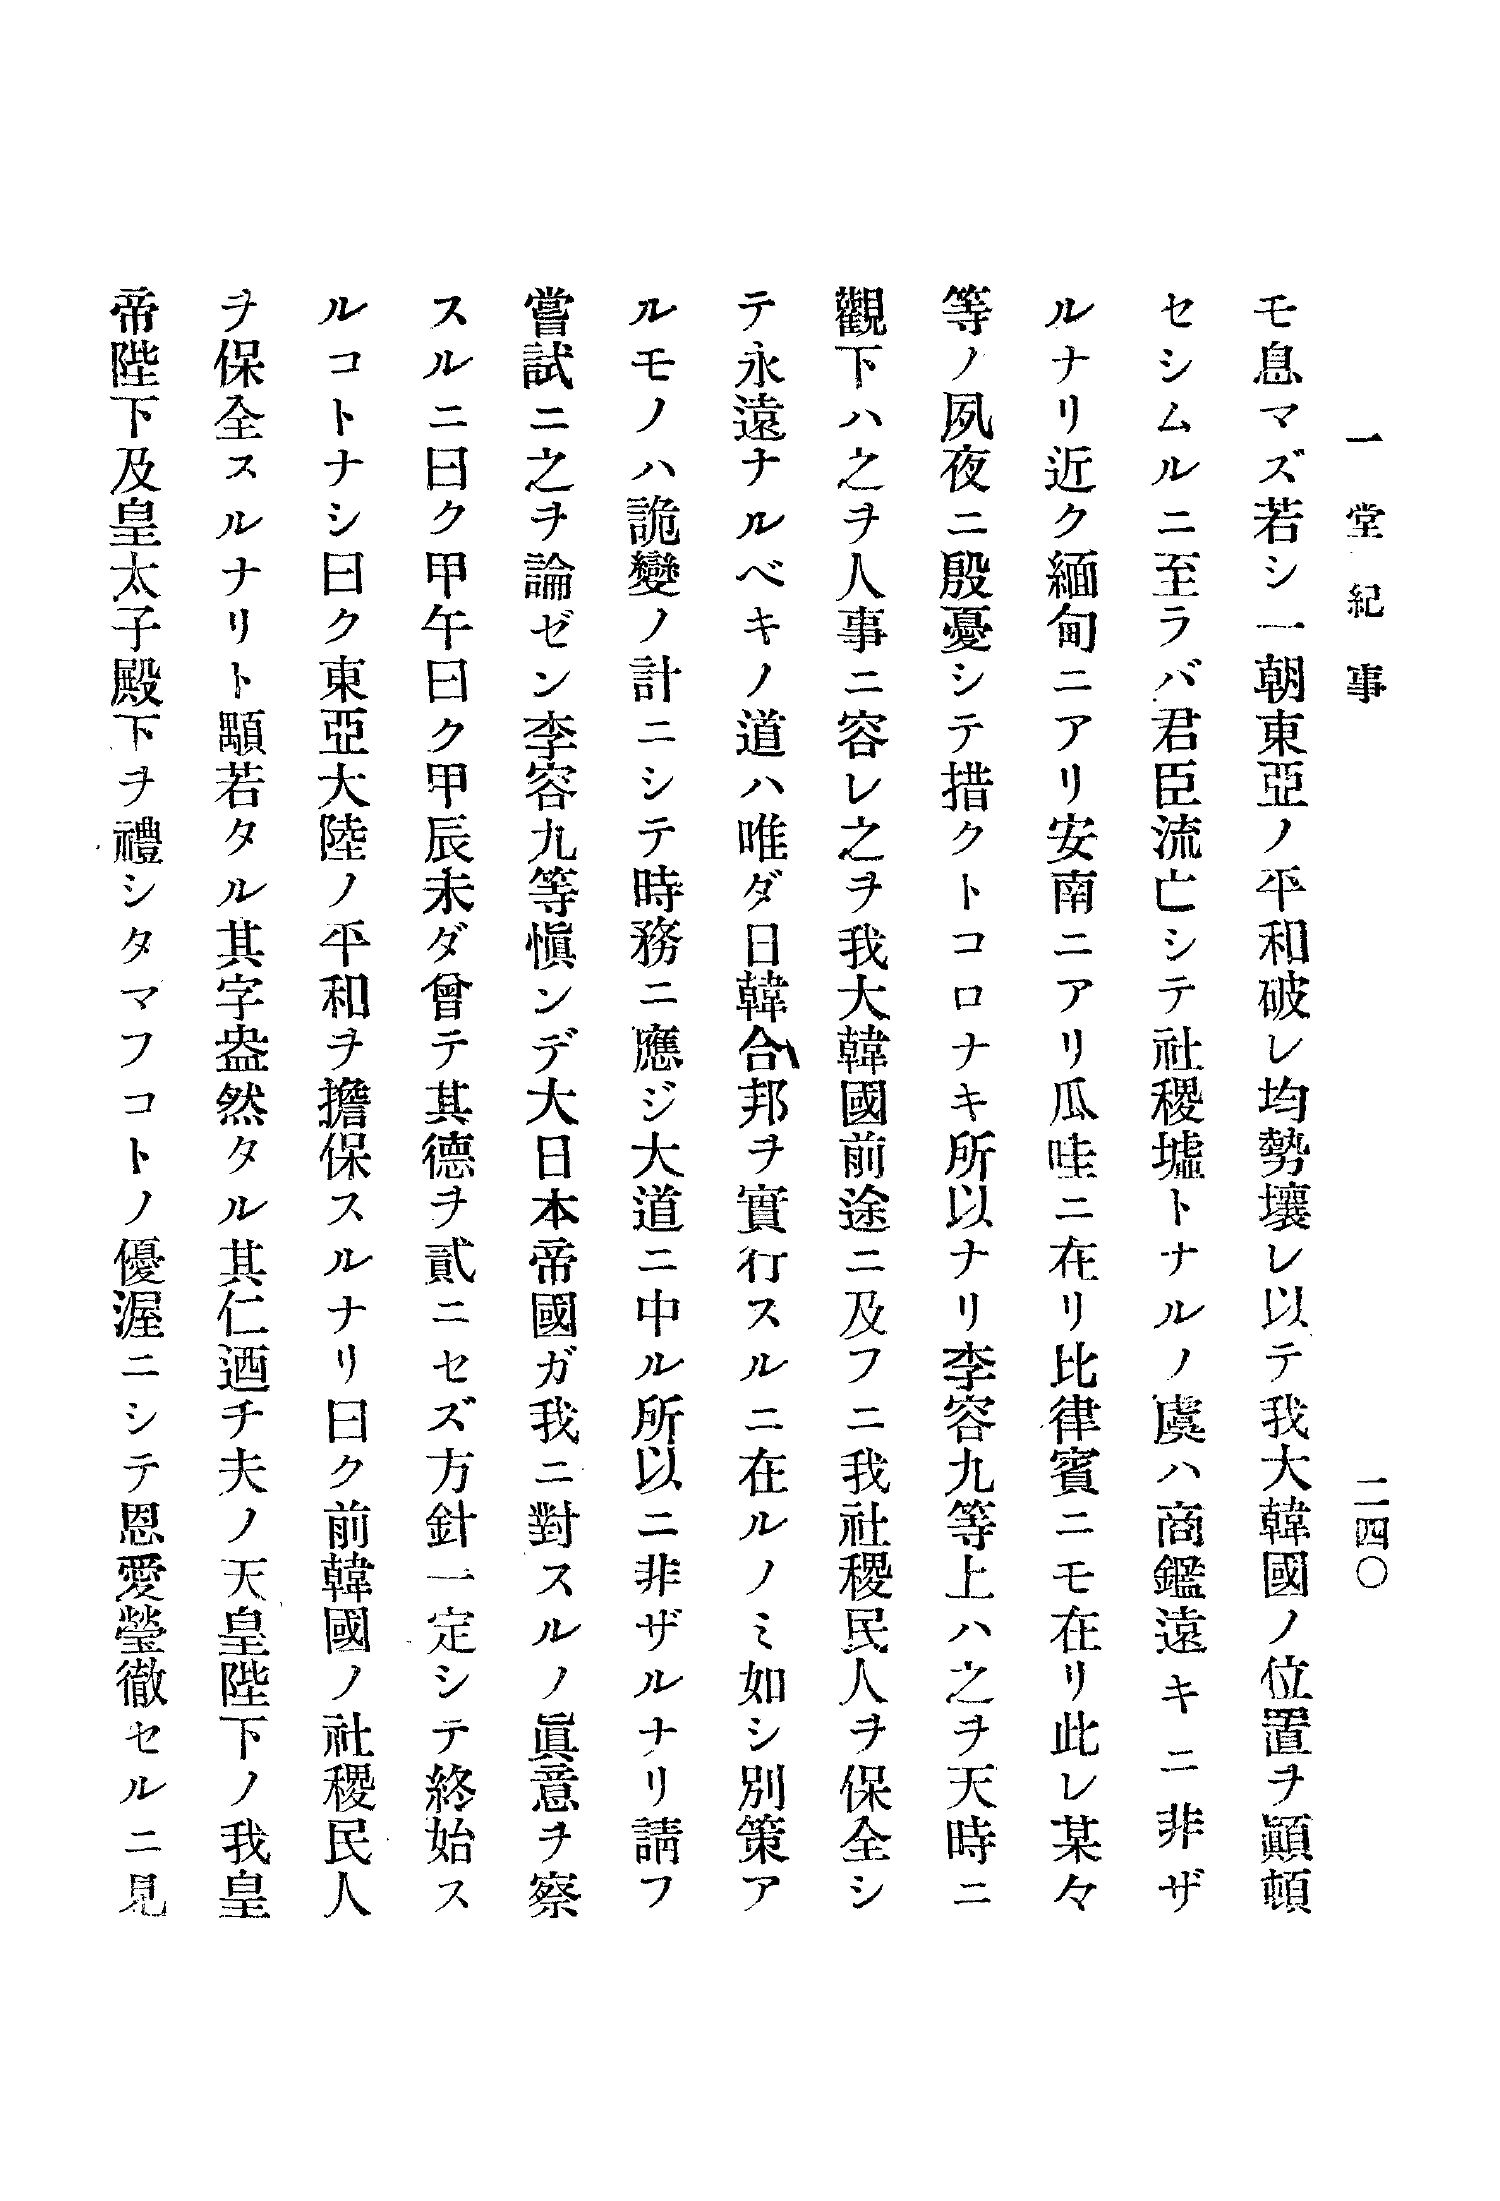 一堂紀事
二四〇
モ息マズ若シ一朝東亞ノ平和破レ均勢壞レ以テ我大韓國ノ位置ヲ顚頓
セシムルニ至ラバ君臣流亡シテ社稷墟トナルノ虞ハ商鑑遠キニ非ザ
ルナリ近ク緬甸ニアリ安南ニアリ瓜哇ニ在リ比律賓ニモ在リ此レ某々
等ノ夙夜ニ殷憂シテ措クトコロナキ所以ナリ李容九等上ハ之ヲ天時ニ
觀下ハ之ヲ人事ニ容レ之ヲ我大韓國前途ニ及フニ我社稷民人ヲ保全シ
テ永遠ナルベキノ道ハ唯ダ日韓合邦ヲ實行スルニ在ルノミ如シ別策ア
ルモノハ詭變ノ計ニシテ時務ニ應ジ大道ニ中ル所以ニ非ザルナリ請フ
嘗試ニ之ヲ論ゼン李容九等愼ンデ大日本帝國ガ我ニ對スルノ眞意ヲ察
スルニ曰ク甲午曰ク甲辰未ダ曾テ其德ヲ貳ニセズ方針一定シテ終始ス
ルコトナシ曰ク東亞大陸ノ平和ヲ擔保スルナリ曰ク前韓國ノ社稷民人
ヲ保全スルナリト顒若タル其字盎然タル其仁迺チ夫ノ天皇陛下ノ我皇
帝陛下及皇太子殿下ヲ禮シタマフコトノ優渥ニシテ恩愛瑩徹セルニ見